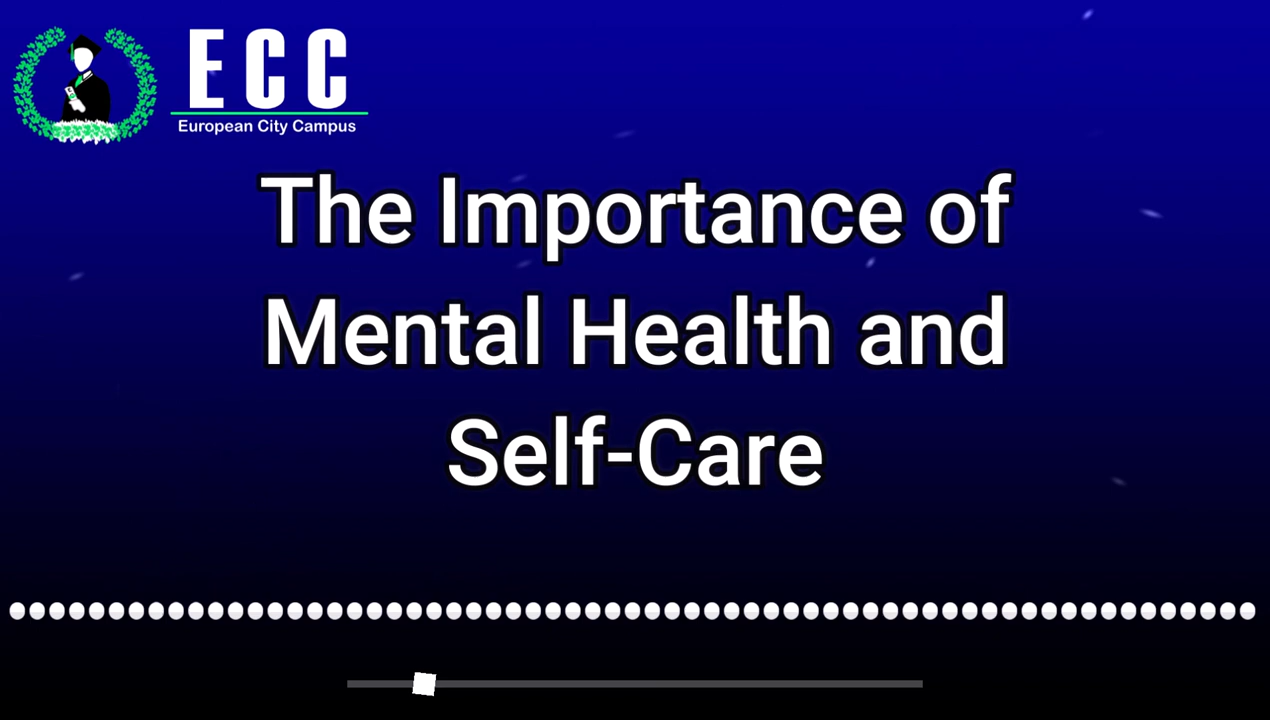 ECC
European City Campus
The Importance of
Mental Health and
Self-Care